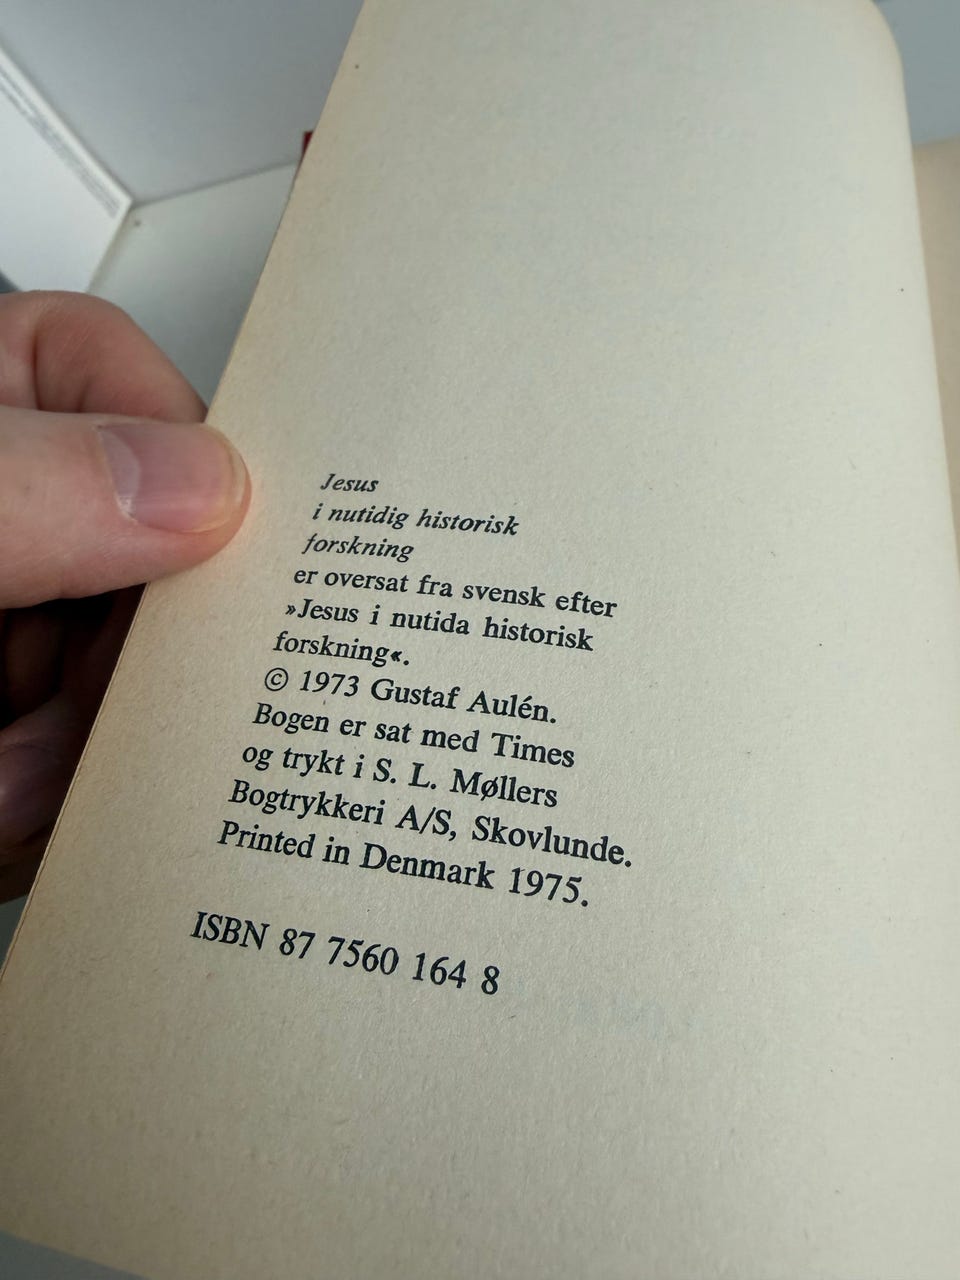 Jesus
i nutidig historisk
forskning
er oversat fra svensk efter
»Jesus i nutida historisk
forskning«.
© 1973 Gustaf Aulén.
Bogen er sat med Times
og trykt i S. L. Møllers
Bogtrykkeri A/S, Skovlunde.
Printed in Denmark 1975.
ISBN 87 7560 164 8